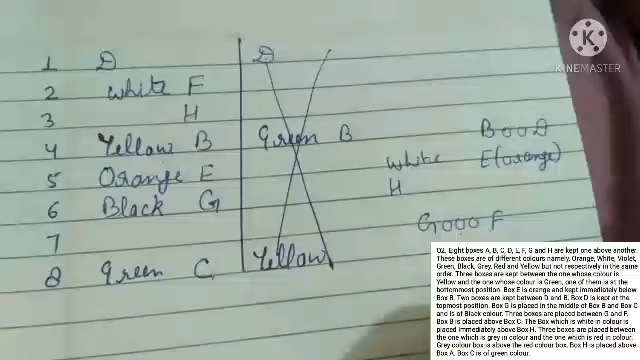 KINEMASTER
1 D
2 White F
3 H
4 Yellow B
5 Orange E
6 Black G
7
8 Green C
D
Green B
Yellow
B o o D
White E(orange)
H
G o o o F
O2. Eight boxes A, B, C, D, E, F, G and H are kept one above another.
These boxes are of different colours namely, Orange, White, Violet,
Green, Black, Grey, Red and Yellow but not respectively in the same
order. Three boxes are kept between the one whose colour is
Yellow and the one whose colour is Green, one of them is at the
bottommost position. Box E is orange and kept immediately below
Box B. Two boxes are kept between D and B. Box D is kept at the
topmost position. Box G is placed in the middle of Box B and Box C
and is of Black colour. Three boxes are placed between G and F.
Box B is placed above Box C. The Box which is white in colour is
placed immediately above Box H. Three boxes are placed between
the one which is grey in colour and the one which is red in colour.
Grey colour box is above the red colour box. Box H is placed above
Box A. Box C is of green colour.